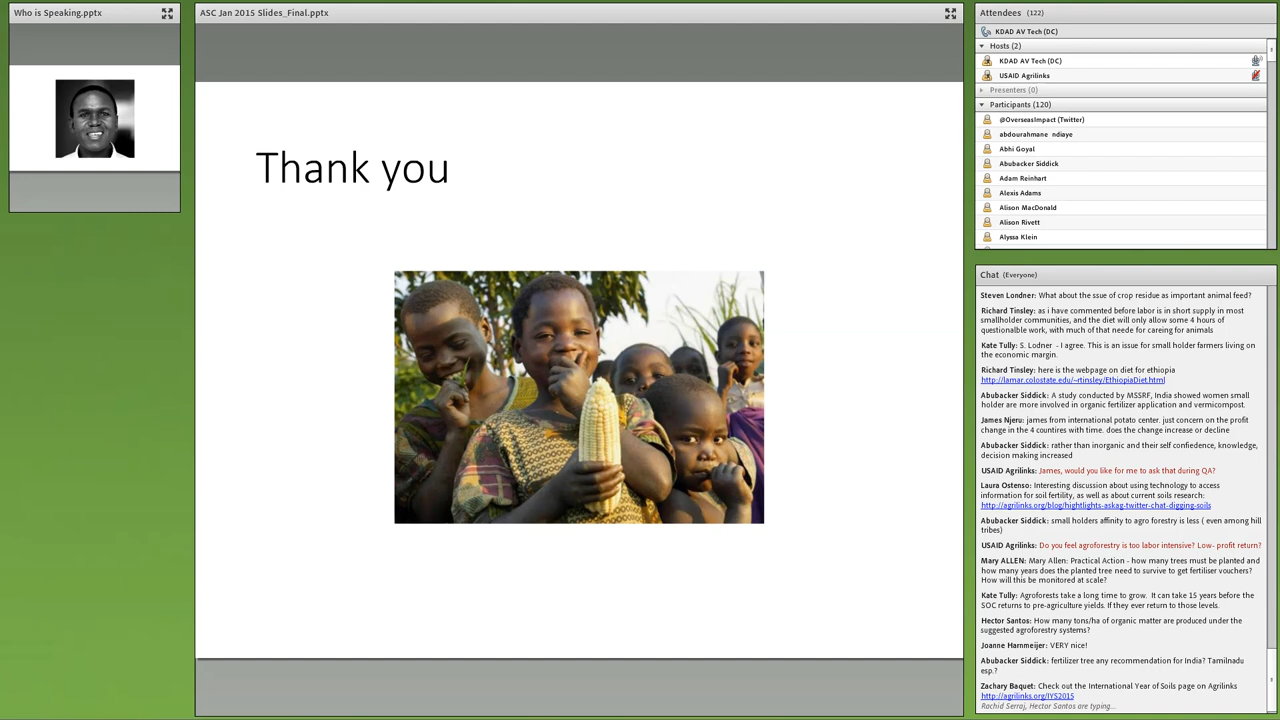 Who is Speaking.pptx
ASC Jan 2015 Slides_Final.pptx
Thank you
Attendees (122)
KDAD AV Tech (DC)
Hosts (2)
KDAD AV Tech (DC)
USAID Agrilinks
Presenters (0)
Participants (120)
@OverseasImpact (Twitter)
abdourahmane ndiaye
Abhi Goyal
Abubacker Siddick
Adam Reinhart
Alexis Adams
Alison MacDonald
Alison Rivett
Alyssa Klein
Chat (Everyone)
Steven Londner: What about the ssue of crop residue as important animal feed?
Richard Tinsley: as i have commented before labor is in short supply in most
smallholder communities, and the diet will only allow some 4 hours of
questionalble work, with much of that neede for careing for animals
Kate Tully: S. Lodner - I agree. This is an issue for small holder farmers living on
the economic margin.
Richard Tinsley: here is the webpage on diet for ethiopia
http://lamar.colostate.edu/~rtinsley/EthiopiaDiet.html
Abubacker Siddick: A study conducted by MSSRF, India showed women small
holder are more involved in organic fertilizer application and vermicompost.
James Njeru: james from international potato center. just concern on the profit
change in the 4 countires with time. does the change increase or decline
Abubacker Siddick: rather than inorganic and their self confiedence, knowledge,
decision making increased
USAID Agrilinks: James, would you like for me to ask that during QA?
Laura Ostenso: Interesting discussion about using technology to access
information for soil fertility, as well as about current soils research:
http://agrilinks.org/blog/hightlights-askag-twitter-chat-digging-soils
Abubacker Siddick: small holders affinity to agro forestry is less ( even among hill
tribes)
USAID Agrilinks: Do you feel agroforestry is too labor intensive? Low- profit return?
Mary ALLEN: Mary Allen: Practical Action - how many trees must be planted and
how many years does the planted tree need to survive to get fertiliser vouchers?
How will this be monitored at scale?
Kate Tully: Agroforests take a long time to grow. It can take 15 years before the
SOC returns to pre-agriculture yields. If they ever return to those levels.
Hector Santos: How many tons/ha of organic matter are produced under the
suggested agroforestry systems?
Joanne Harnmeijer: VERY nice!
Abubacker Siddick: fertilizer tree any recommendation for India? Tamilnadu
esp.?
Zachary Baquet: Check out the International Year of Soils page on Agrilinks
http://agrilinks.org/IYS2015
Rachid Serraj, Hector Santos are typing...